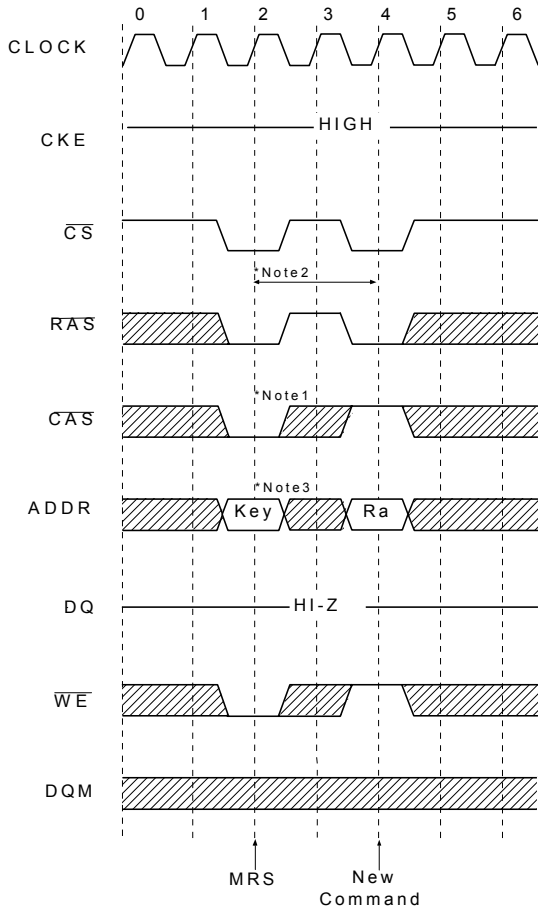 0 1 2 3 4 5 6
CLOCK
CKE
HIGH
CS
*Note2
RAS
*Note1
CAS
*Note3
ADDR
Key
Ra
DQ
HI-Z
WE
DQM
MRS
New
Command